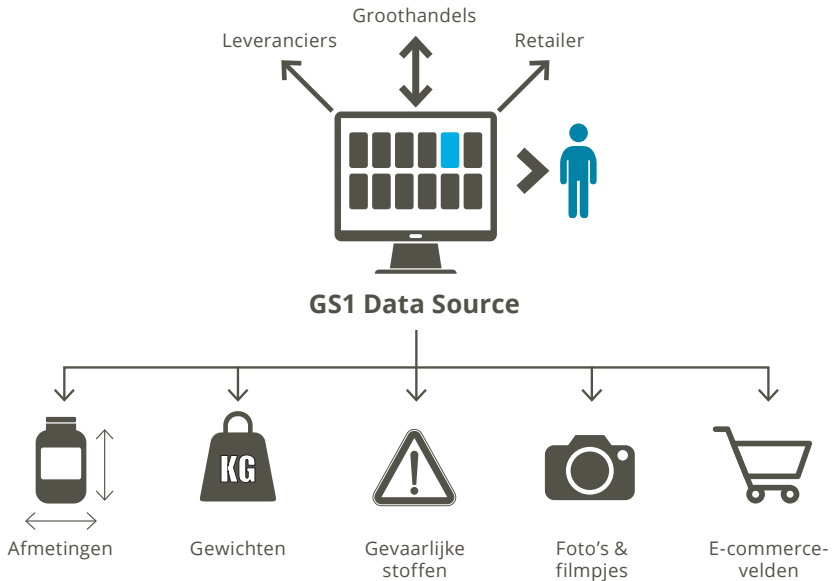 Groothandels
Leveranciers
Retailer
GS1 Data Source
KG
Afmetingen
Gewichten
Gevaarlijke
stoffen
Foto's &
filmpjes
E-commerce-
velden